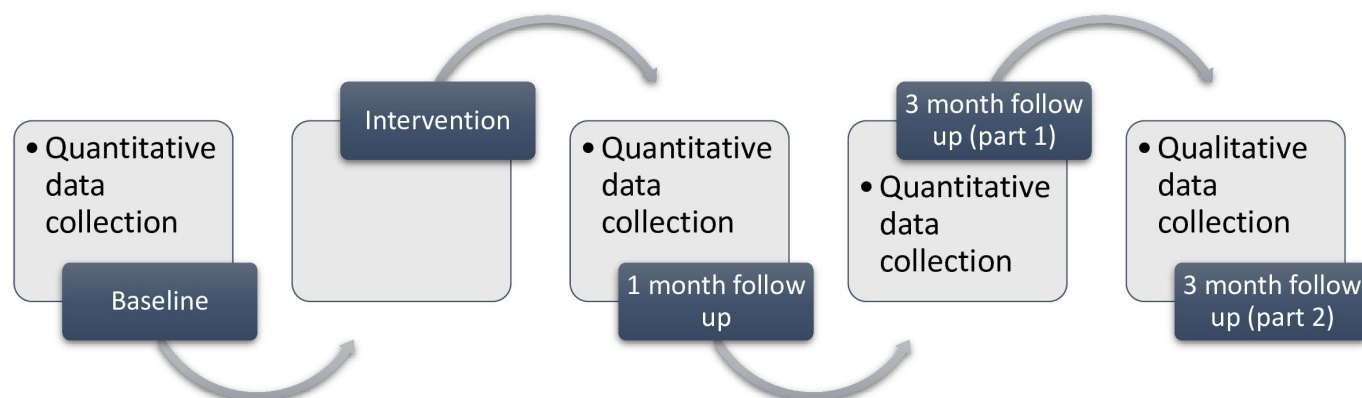 • Quantitative
data
collection
Baseline
Intervention
• Quantitative
data
collection
1 month follow
up
3 month follow
up (part 1)
• Quantitative
data
collection
• Qualitative
data
collection
3 month follow
up (part 2)